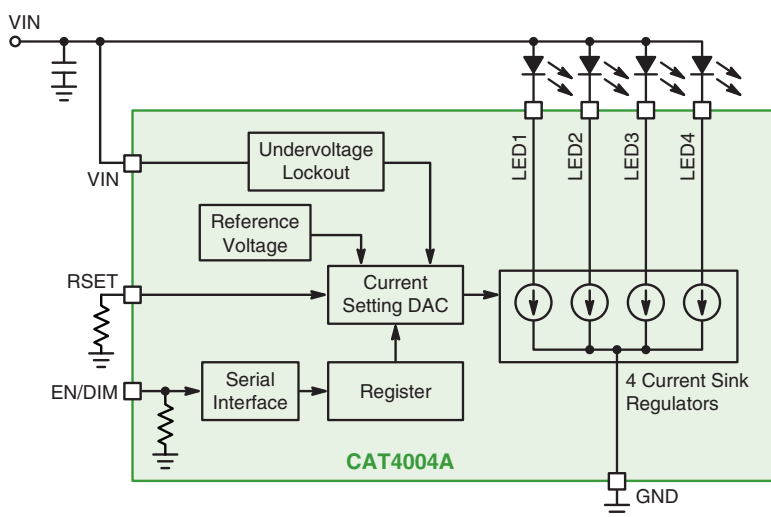 VIN
LED1
LED2
LED3
LED4
VIN
Undervoltage
Lockout
Reference
Voltage
RSET
Current
Setting DAC
EN/DIM
Serial
Interface
Register
4 Current Sink
Regulators
CAT4004A
GND